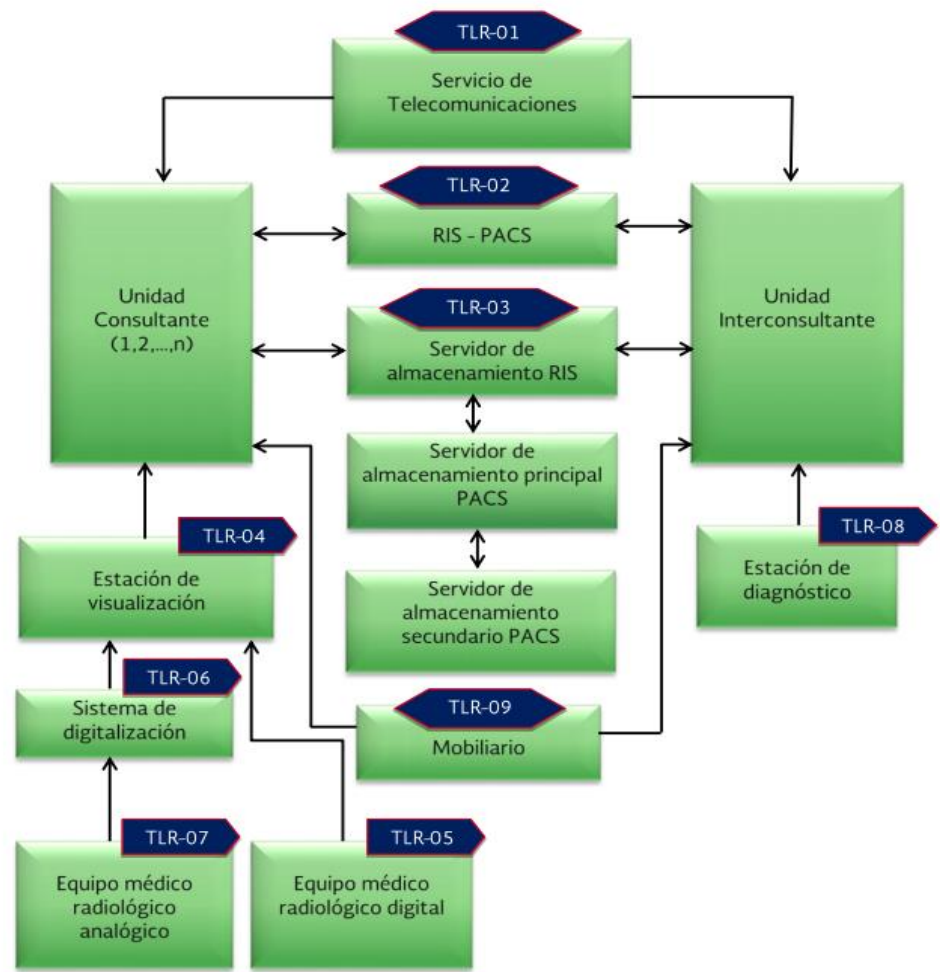 TLR-01
Servicio de
Telecomunicaciones
TLR-02
RIS - PACS
Unidad
Consultante
(1,2,...,n)
Unidad
Interconsultante
TLR-03
Servidor de
almacenamiento RIS
Servidor de
almacenamiento principal
PACS
TLR-04
Estación de
visualización
TLR-08
Estación de
diagnóstico
Servidor de
almacenamiento
secundario PACS
TLR-06
Sistema de
digitalización
TLR-09
Mobiliario
TLR-07
Equipo médico
radiológico
analógico
TLR-05
Equipo médico
radiológico digital